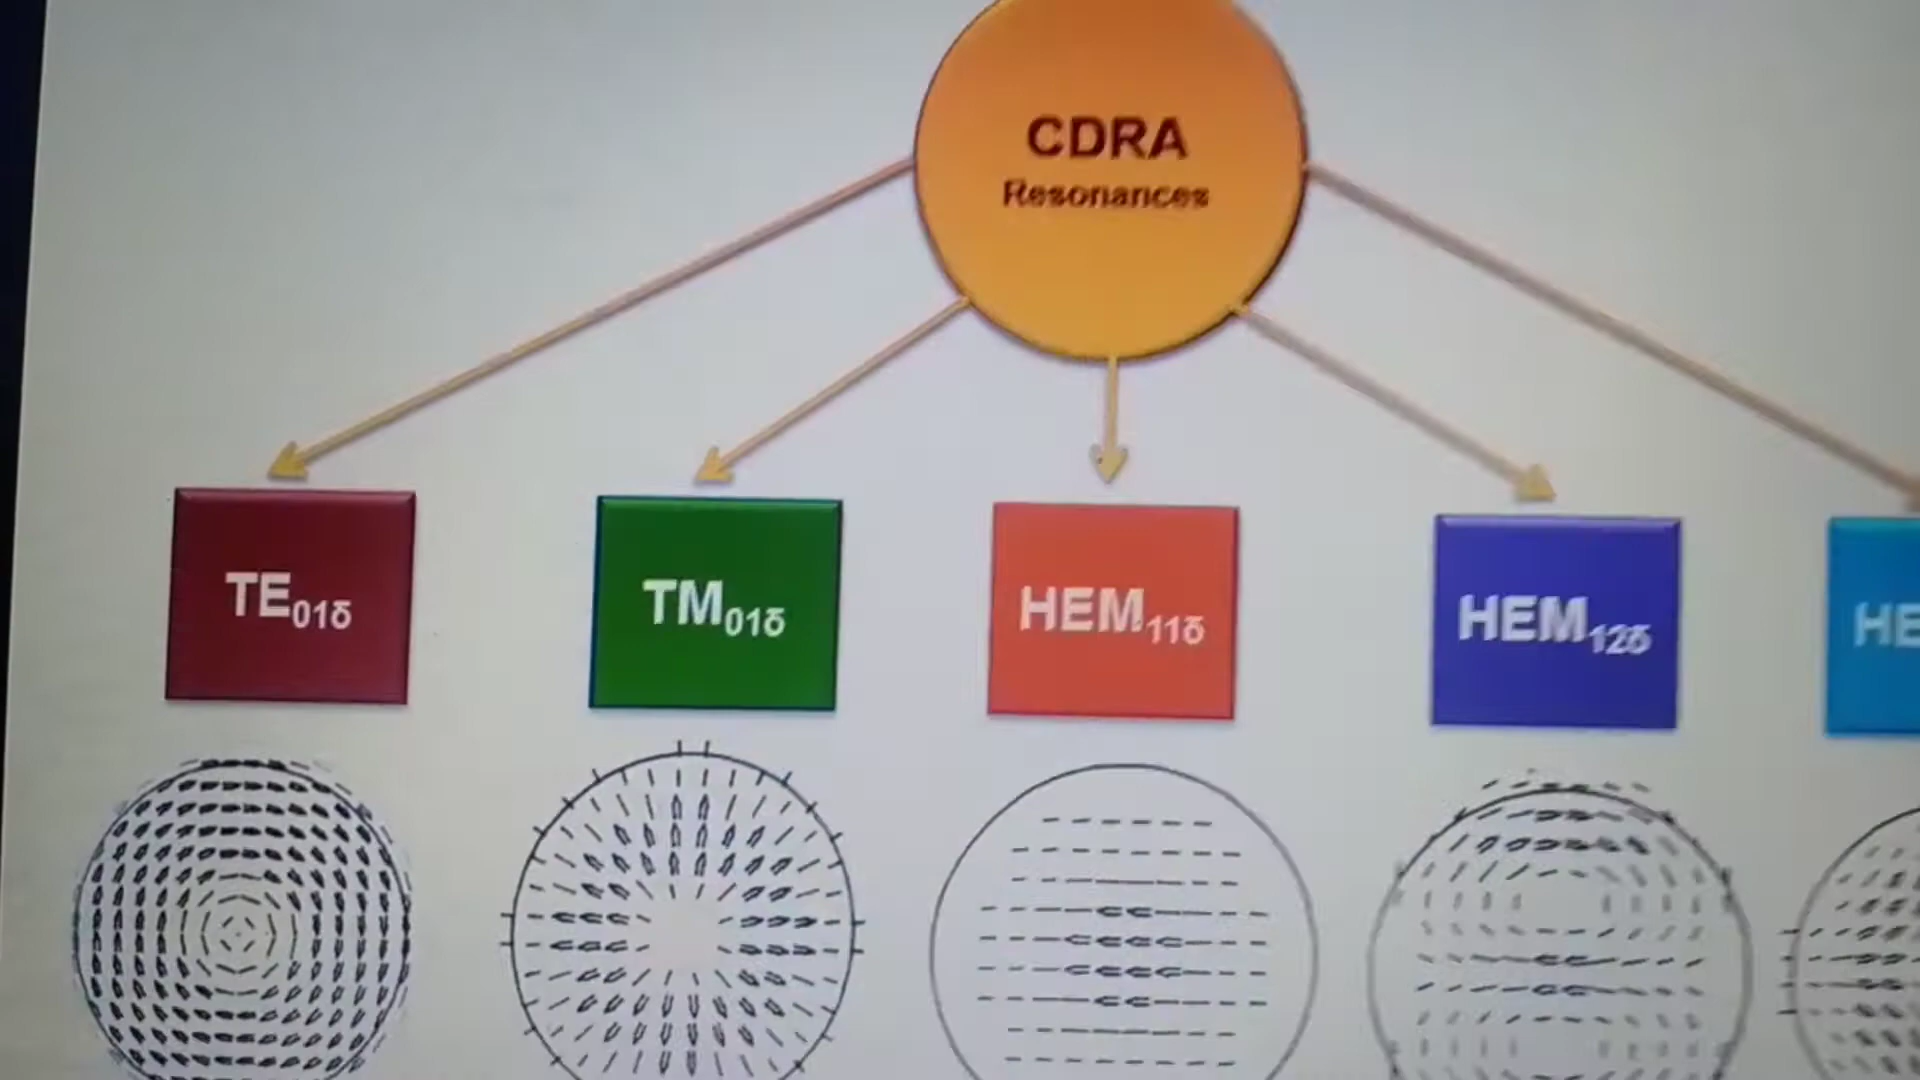 CDRA
Resonances
TE01δ
TM01δ
HEM11δ
HEM12δ
HE